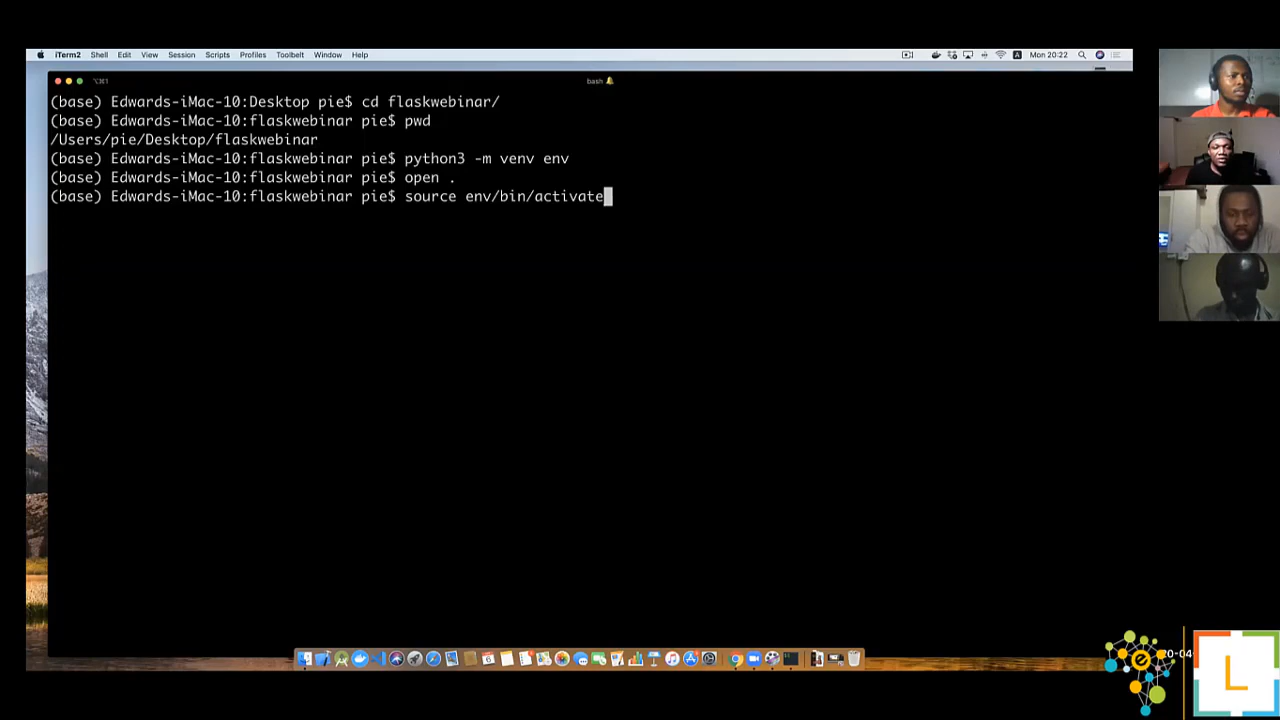 iTerm2 Shell Edit View Session Scripts Profiles Toolbelt Window Help
Mon 20:22
⌥⌘1
bash
(base) Edwards-iMac-10:Desktop pie$ cd flaskwebinar/
(base) Edwards-iMac-10:flaskwebinar pie$ pwd
/Users/pie/Desktop/flaskwebinar
(base) Edwards-iMac-10:flaskwebinar pie$ python3 -m venv env
(base) Edwards-iMac-10:flaskwebinar pie$ open .
(base) Edwards-iMac-10:flaskwebinar pie$ source env/bin/activate
20-04
L